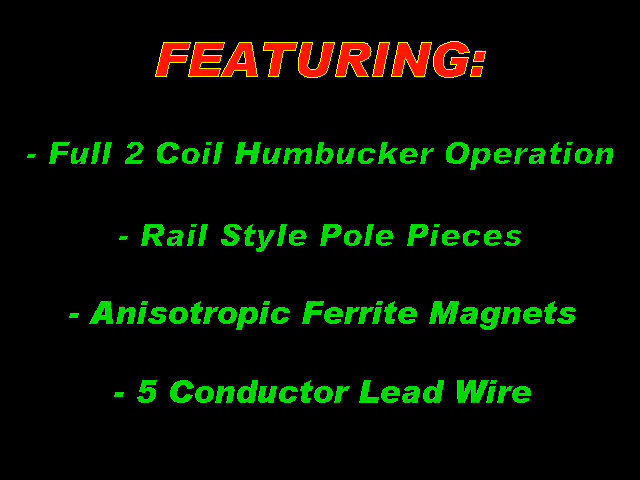 FEATURING:
- Full 2 Coil Humbucker Operation
- Rail Style Pole Pieces
- Anisotropic Ferrite Magnets
- 5 Conductor Lead Wire